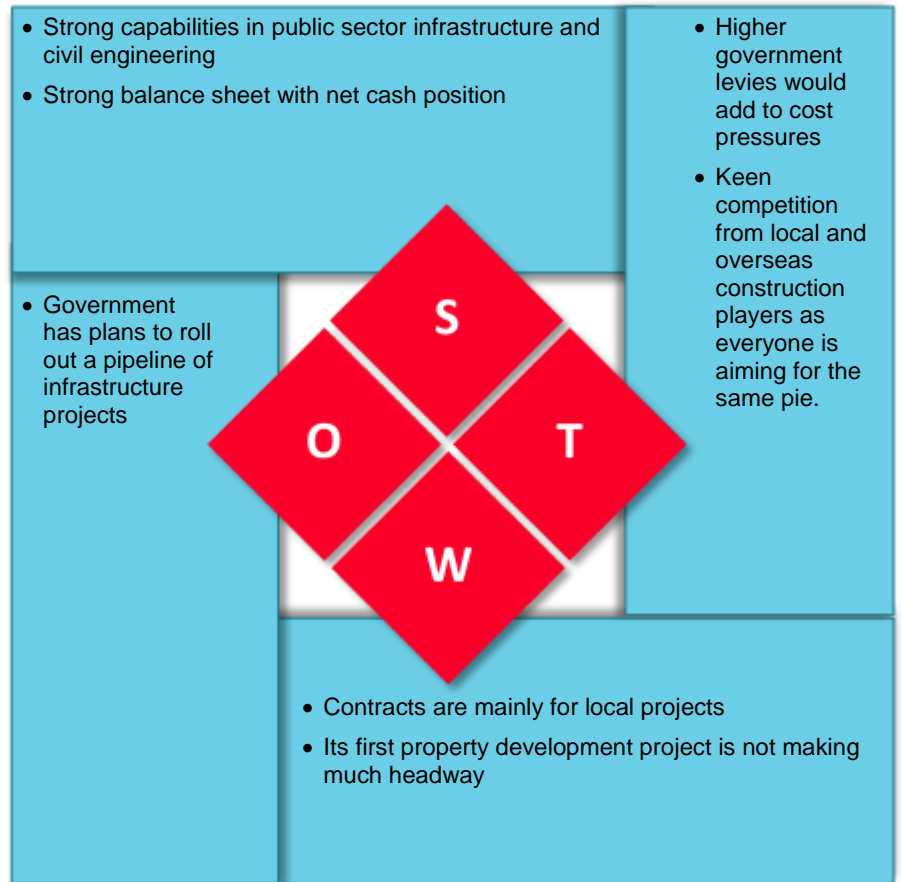 • Strong capabilities in public sector infrastructure and
civil engineering
• Strong balance sheet with net cash position
• Higher
government
levies would
add to cost
pressures
• Keen
competition
from local and
overseas
construction
players as
everyone is
aiming for the
same pie.
• Government
has plans to roll
out a pipeline of
infrastructure
projects
S
O
T
W
• Contracts are mainly for local projects
• Its first property development project is not making
much headway